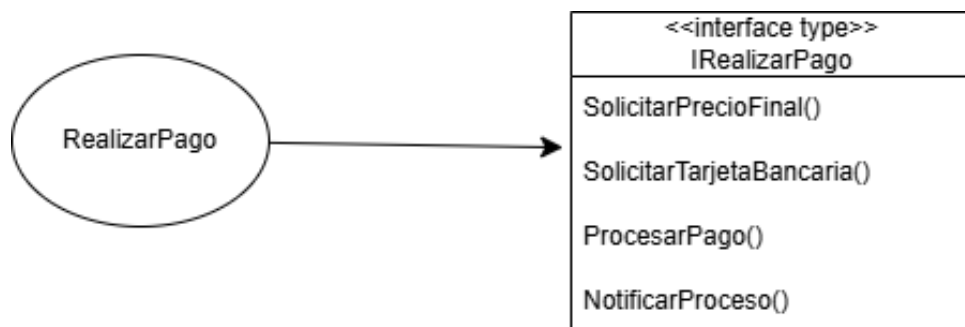 RealizarPago
<<interface type>>
IRealizarPago
SolicitarPrecioFinal()
SolicitarTarjetaBancaria()
ProcesarPago()
NotificarProceso()